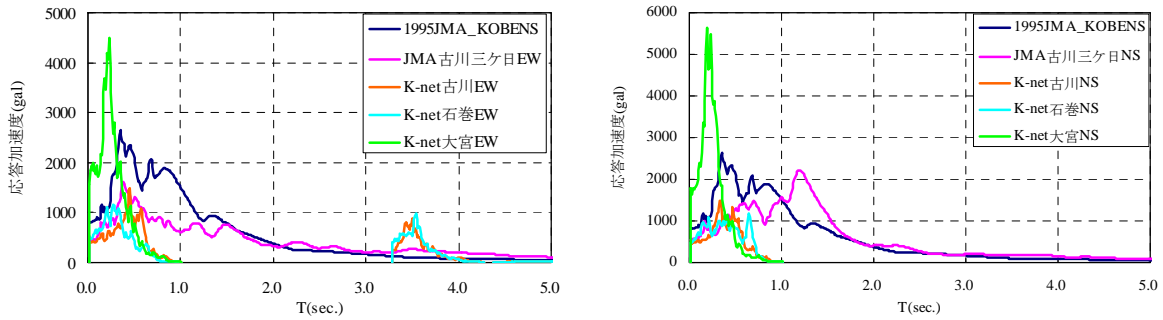 5000
4000
3000
2000
1000
0
応答加速度(gal)
0.0 1.0 2.0 3.0 4.0 5.0
T(sec.)
1995JMA_KOBENS
JMA古川三ケ日EW
K-net古川EW
K-net石巻EW
K-net大宮EW
6000
5000
4000
3000
2000
1000
0
応答加速度(gal)
0.0 1.0 2.0 3.0 4.0 5.0
T(sec.)
1995JMA_KOBENS
JMA古川三ケ日NS
K-net古川NS
K-net石巻NS
K-net大宮NS